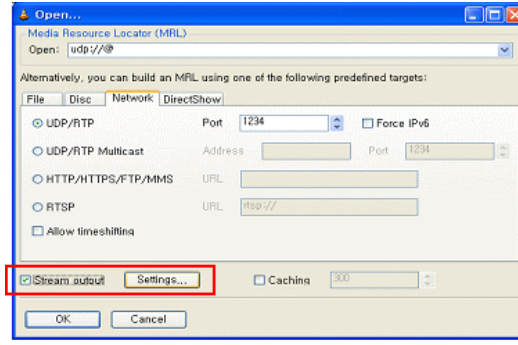 Open...
Media Resource Locator (MRL)
Open: udp://@
Alternatively, you can build an MRL using one of the following predefined targets:
File Disc Network DirectShow
UDP/RTP Port 1234 Force IPv6
UDP/RTP Multicast Address Port 1234
HTTP/HTTPS/FTP/MMS URL
RTSP URL rtsp://
Allow timeshifting
Stream output Settings... Caching 300
OK Cancel